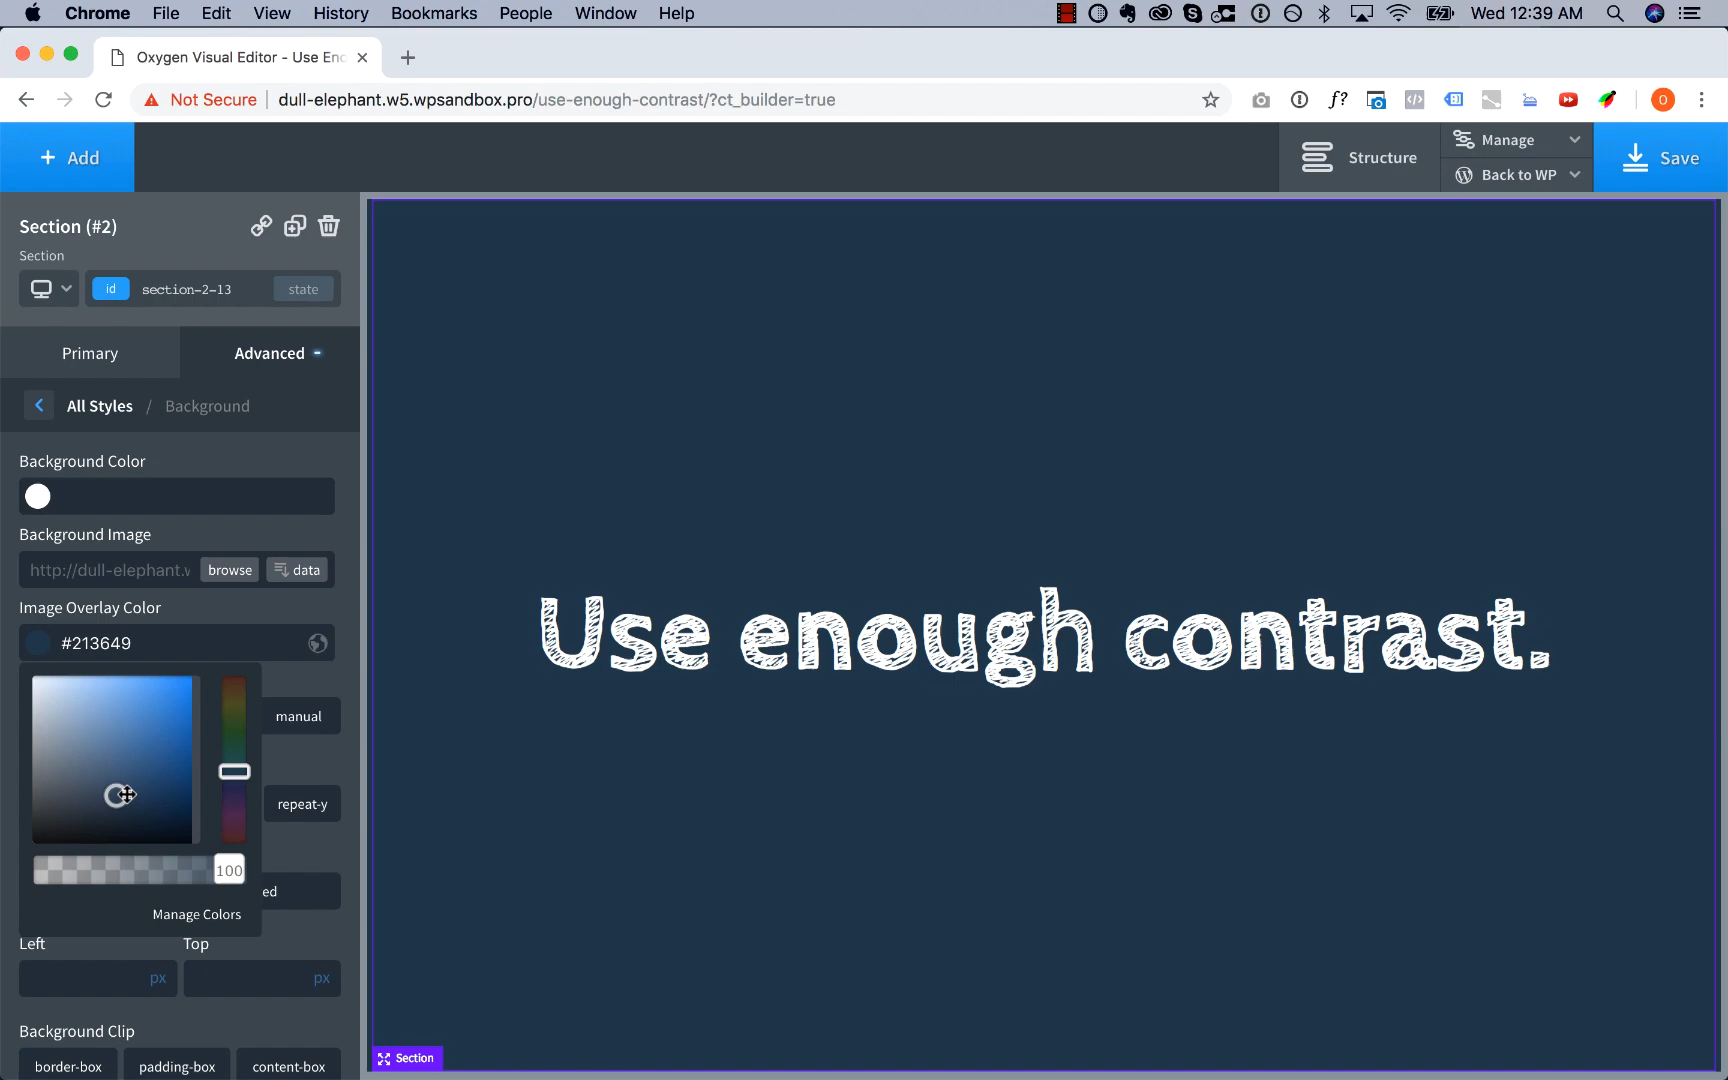 Chrome File Edit View History Bookmarks People Window Help Wed 12:39 AM
Oxygen Visual Editor - Use Enc
Not Secure dull-elephant.w5.wpsandbox.pro/use-enough-contrast/?ct_builder=true
+ Add
Structure
Manage
Back to WP
Save
Section (#2)
Section
id section-2-13 state
Primary Advanced
All Styles / Background
Background Color
Background Image
http://dull-elephant.w browse data
Image Overlay Color
#213649
manual
repeat-y
100
ed
Manage Colors
Left Top
px px
Background Clip
border-box padding-box content-box
Use enough contrast.
Section